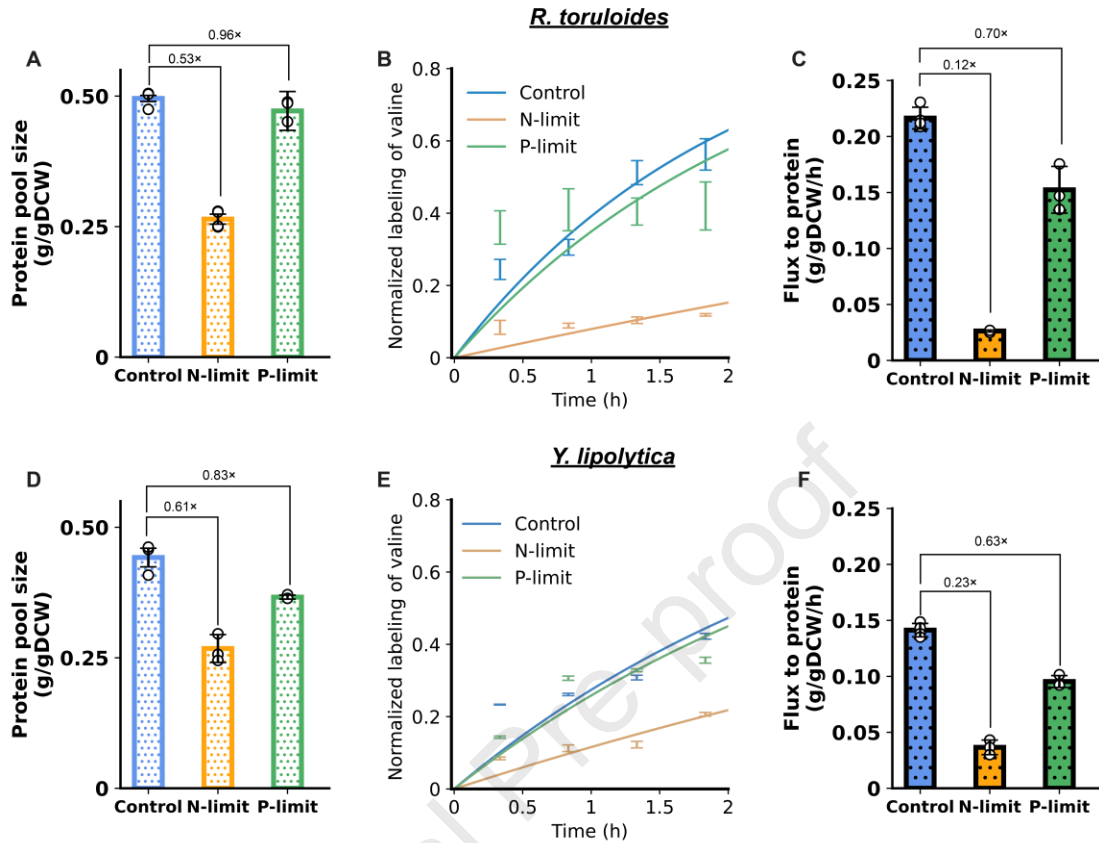 R. toruloides
A
0.96×
0.53×
Protein pool size
(g/gDCW)
0.50
0.25
0
Control N-limit P-limit
B
Normalized labeling of valine
0.8
0.6
0.4
0.2
0
Control
N-limit
P-limit
0 0.5 1 1.5 2
Time (h)
C
0.70×
0.12×
Flux to protein
(g/gDCW/h)
0.25
0.20
0.15
0.10
0.05
0
Control N-limit P-limit
Y. lipolytica
D
0.83×
0.61×
Protein pool size
(g/gDCW)
0.50
0.25
0
Control N-limit P-limit
E
Normalized labeling of valine
0.8
0.6
0.4
0.2
0
Control
N-limit
P-limit
0 0.5 1 1.5 2
Time (h)
F
0.63×
0.23×
Flux to protein
(g/gDCW/h)
0.25
0.20
0.15
0.10
0.05
0
Control N-limit P-limit
Pre-proof